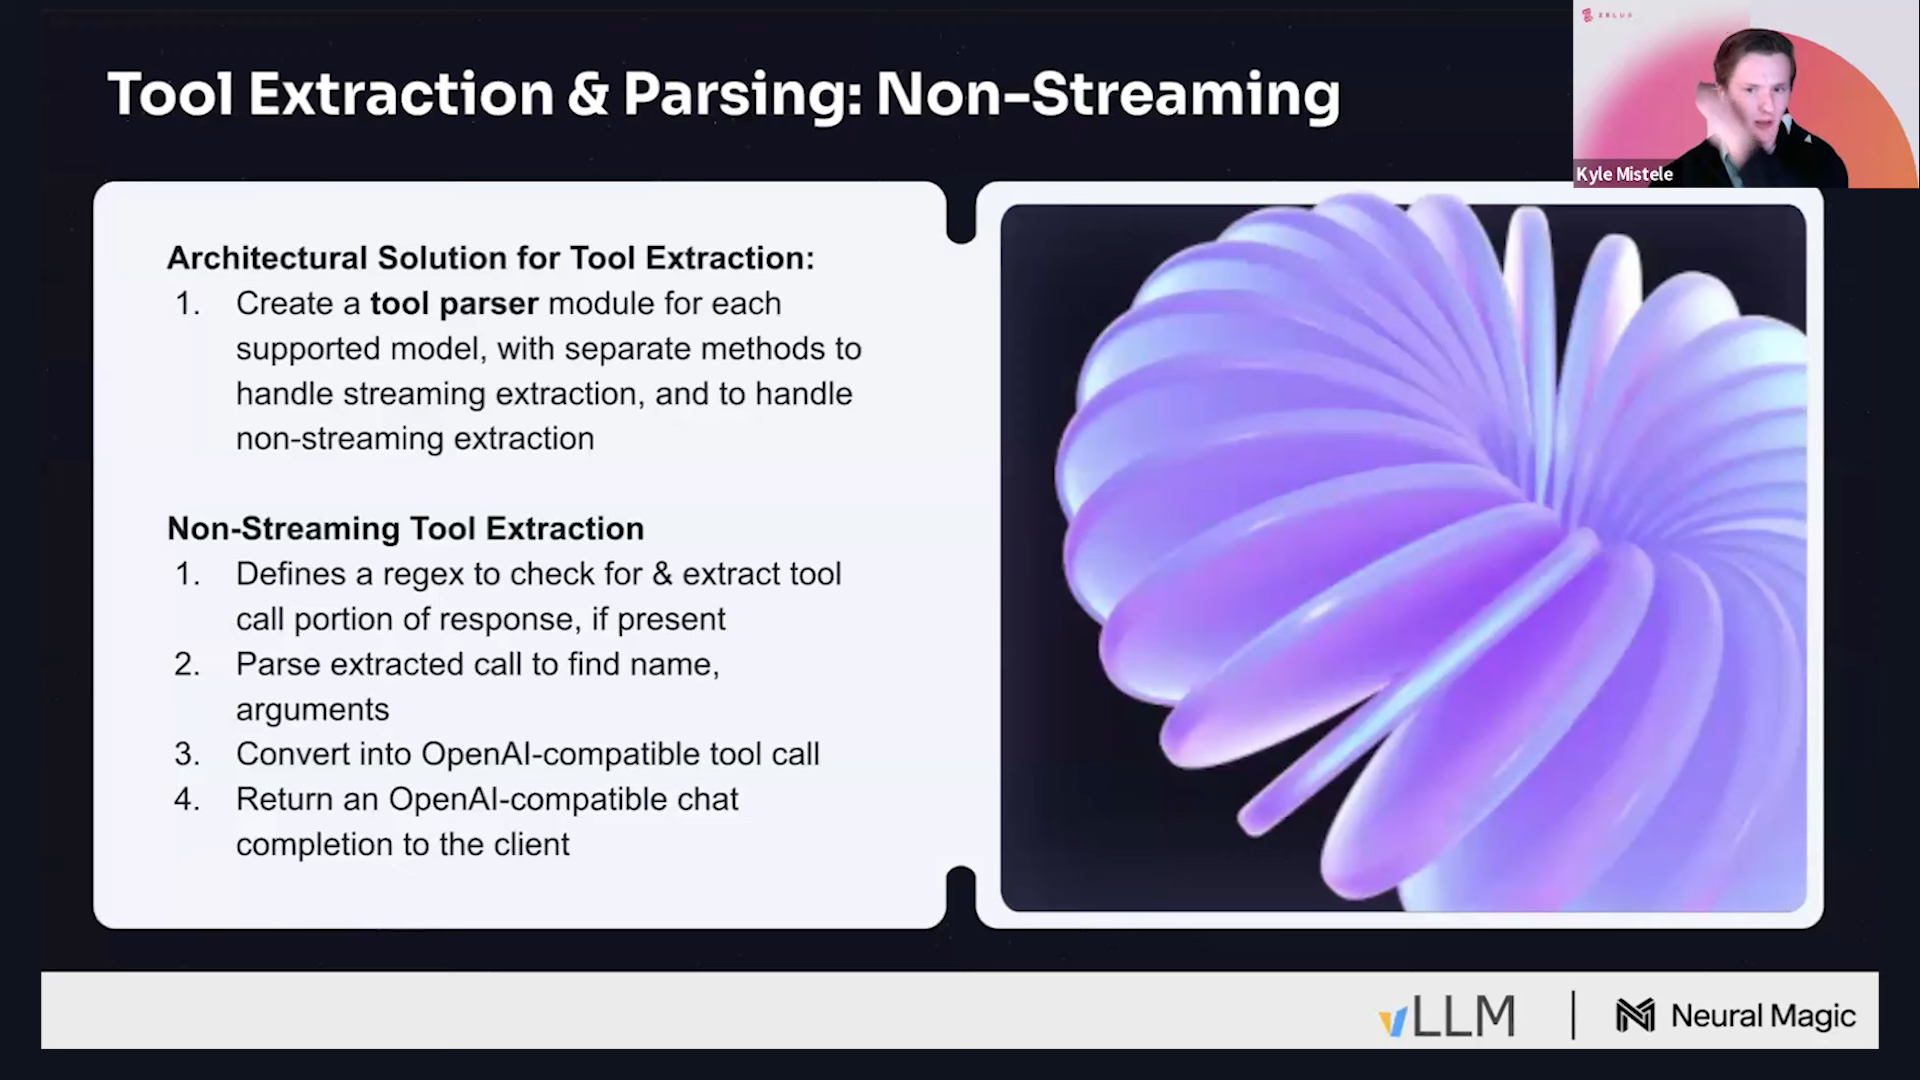 Tool Extraction & Parsing: Non-Streaming
ZELUS
Kyle Mistele
Architectural Solution for Tool Extraction:
1. Create a tool parser module for each
supported model, with separate methods to
handle streaming extraction, and to handle
non-streaming extraction
Non-Streaming Tool Extraction
1. Defines a regex to check for & extract tool
call portion of response, if present
2. Parse extracted call to find name,
arguments
3. Convert into OpenAI-compatible tool call
4. Return an OpenAI-compatible chat
completion to the client
vLLM | Neural Magic